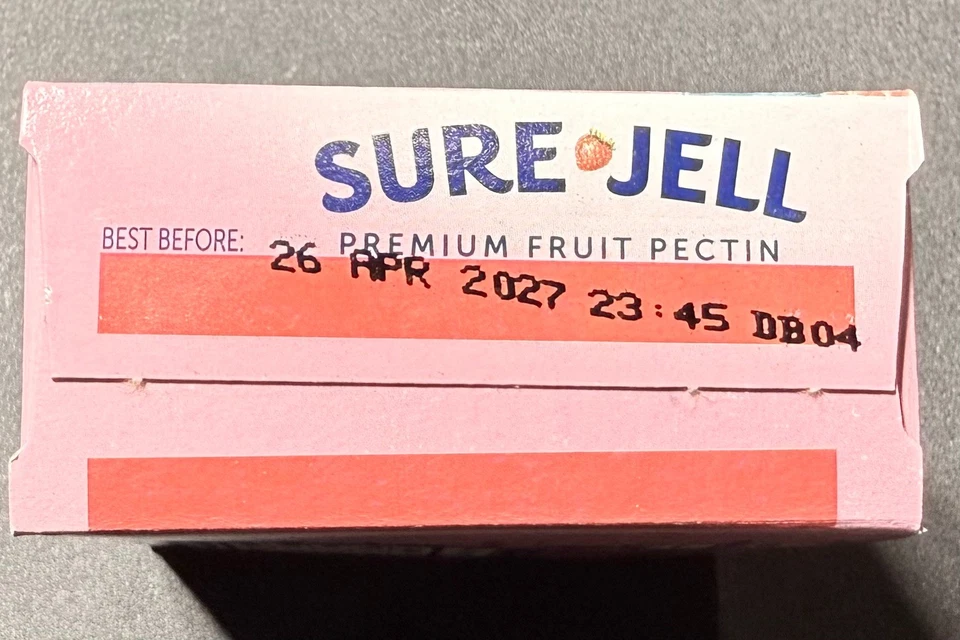 SURE JELL
BEST BEFORE: PREMIUM FRUIT PECTIN
26 APR 2027 23:45 DB04